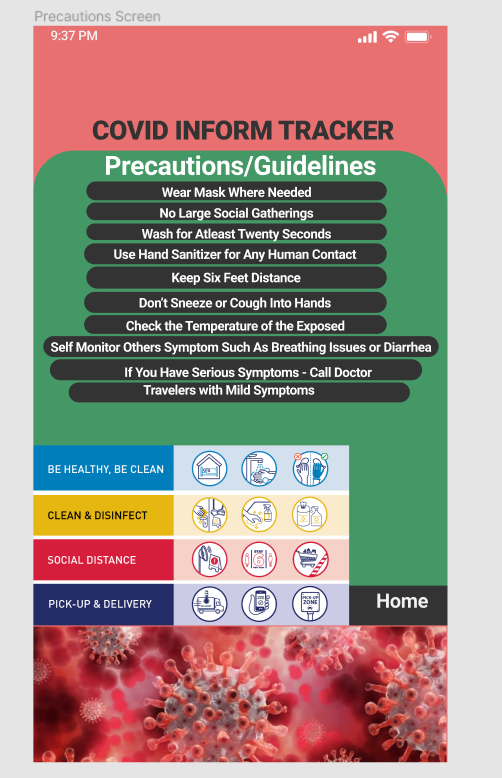 Precautions Screen
9:37 PM
COVID INFORM TRACKER
Precautions/Guidelines
Wear Mask Where Needed
No Large Social Gatherings
Wash for Atleast Twenty Seconds
Use Hand Sanitizer for Any Human Contact
Keep Six Feet Distance
Don't Sneeze or Cough Into Hands
Check the Temperature of the Exposed
Self Monitor Others Symptom Such As Breathing Issues or Diarrhea
If You Have Serious Symptoms - Call Doctor
Travelers with Mild Symptoms
BE HEALTHY, BE CLEAN
CLEAN & DISINFECT
SOCIAL DISTANCE
STAY
6
PICK-UP & DELIVERY
PICK-UP
ZONE
Home